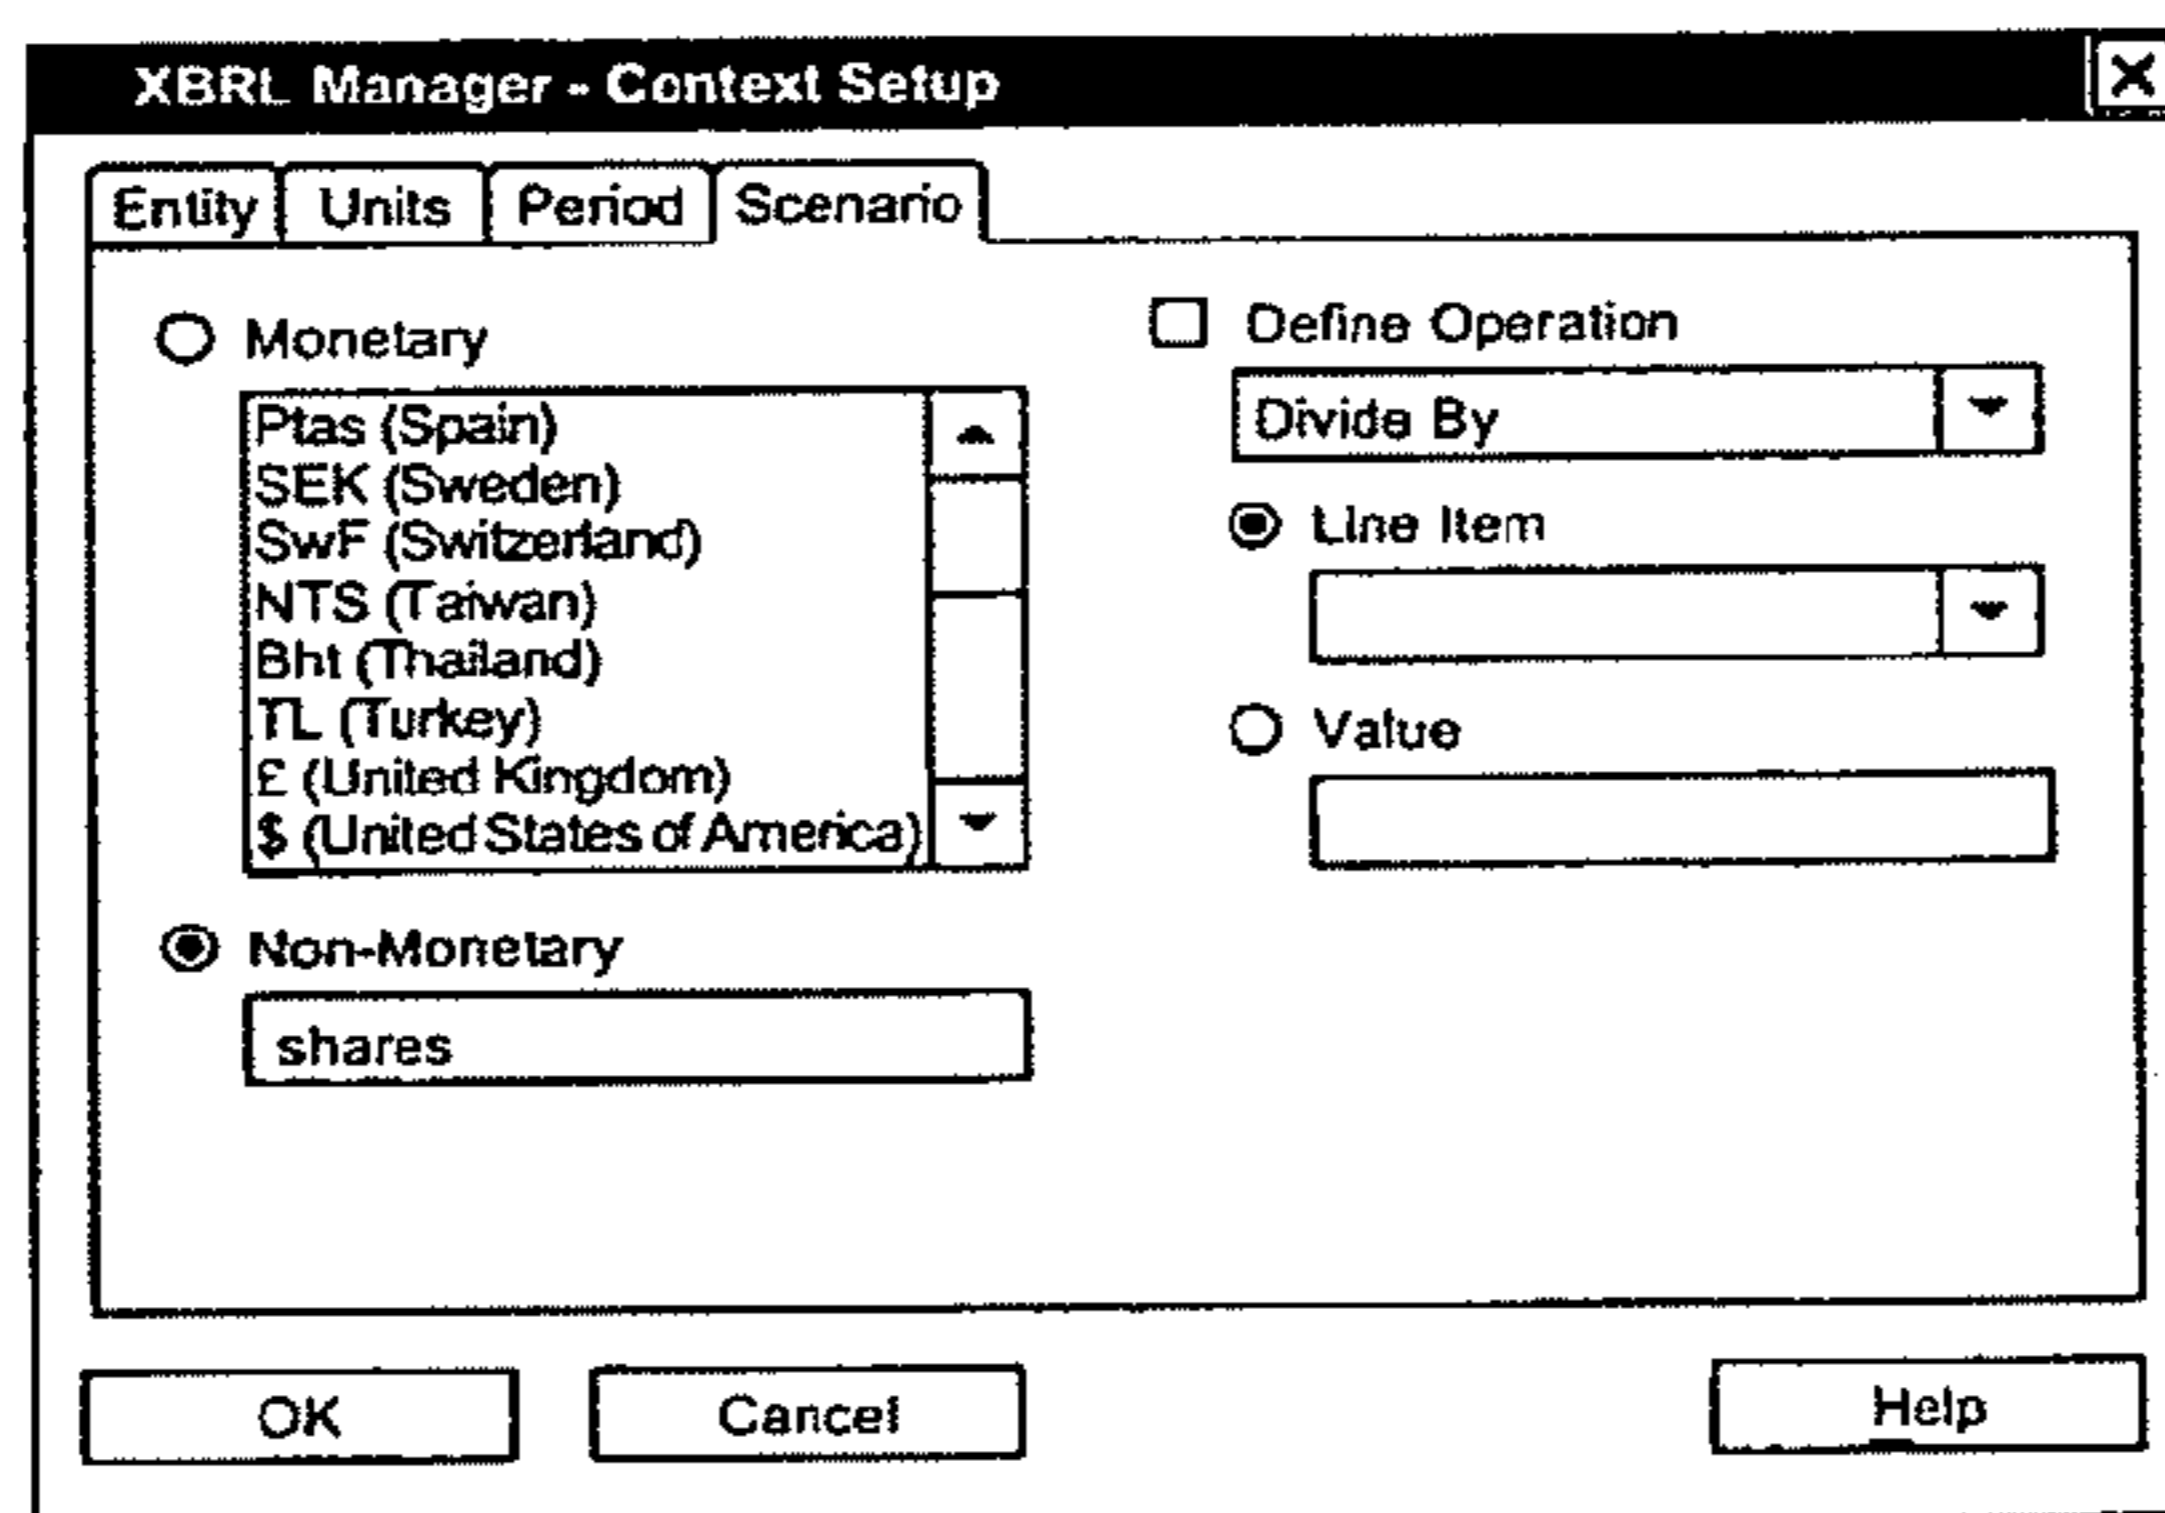 XBRL Manager - Context Setup
Entity Units Period Scenario
Monetary
Ptas (Spain)
SEK (Sweden)
SwF (Switzerland)
NTS (Taiwan)
Bht (Thailand)
TL (Turkey)
£ (United Kingdom)
$ (United States of America)
Non-Monetary
shares
Define Operation
Divide By
Line Item
Value
OK Cancel Help